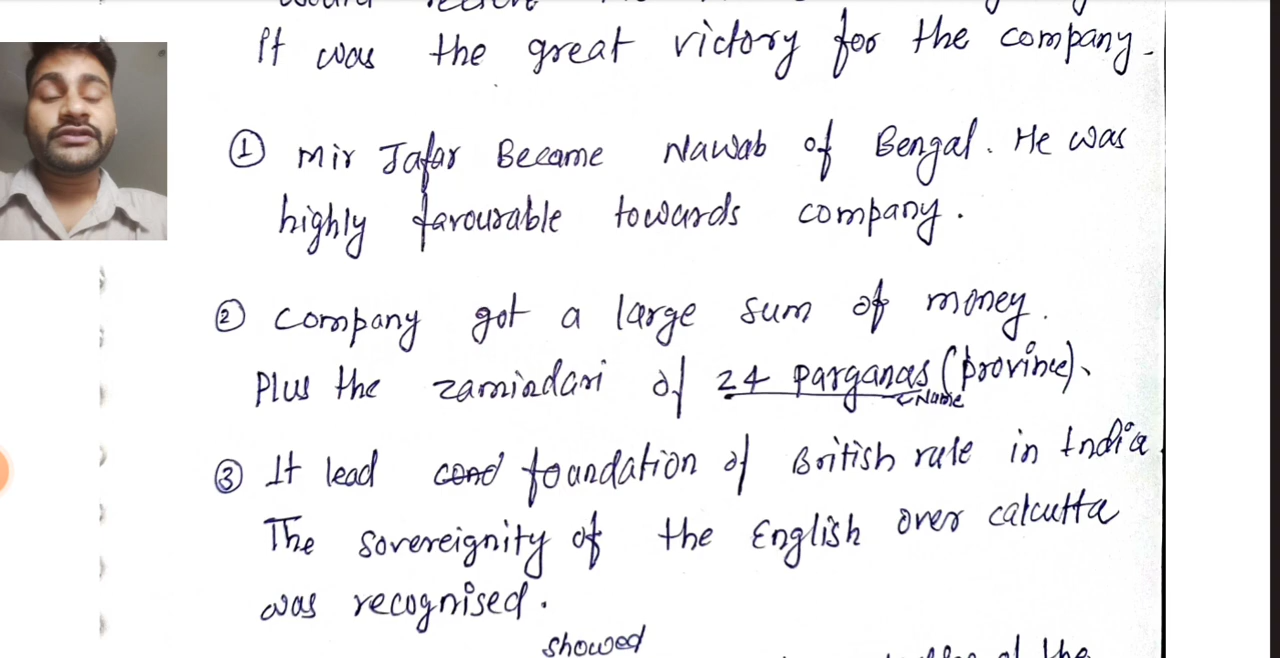 It was the great victory for the company.
① Mir Jafar Became Nawab of Bengal. He was
highly favourable towards company.
② Company got a large sum of money.
Plus the zamindari of 24 parganas (province).
Name
③ It lead foundation of British rule in India.
The sovereignity of the English over calcutta
was recognised.
showed
of the